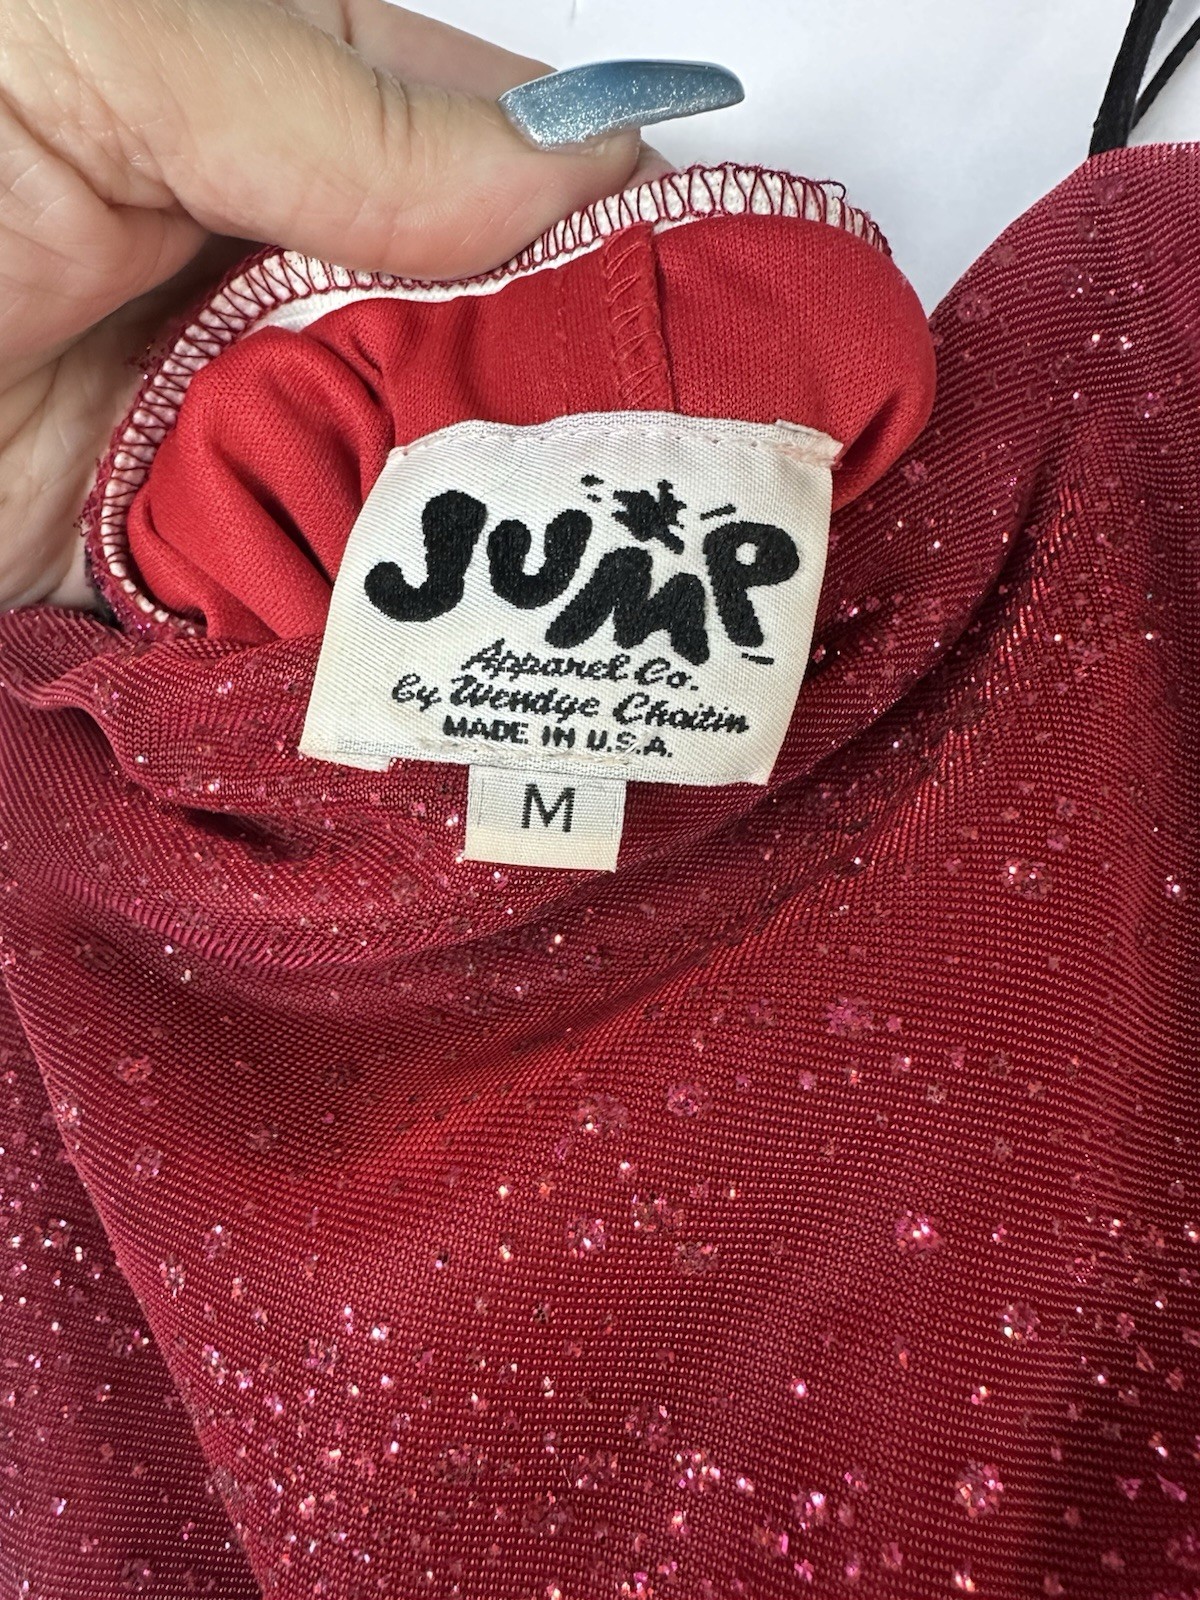 JUMP
Apparel Co.
by Wendye Chaitin
MADE IN U.S.A.
M